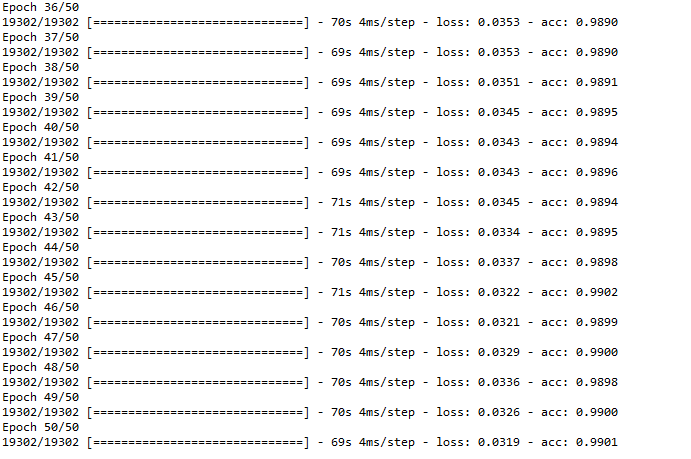 Epoch 36/50
19302/19302 [==============================] - 70s 4ms/step - loss: 0.0353 - acc: 0.9890
Epoch 37/50
19302/19302 [==============================] - 69s 4ms/step - loss: 0.0353 - acc: 0.9890
Epoch 38/50
19302/19302 [==============================] - 69s 4ms/step - loss: 0.0351 - acc: 0.9891
Epoch 39/50
19302/19302 [==============================] - 69s 4ms/step - loss: 0.0345 - acc: 0.9895
Epoch 40/50
19302/19302 [==============================] - 69s 4ms/step - loss: 0.0343 - acc: 0.9894
Epoch 41/50
19302/19302 [==============================] - 69s 4ms/step - loss: 0.0343 - acc: 0.9896
Epoch 42/50
19302/19302 [==============================] - 71s 4ms/step - loss: 0.0345 - acc: 0.9894
Epoch 43/50
19302/19302 [==============================] - 71s 4ms/step - loss: 0.0334 - acc: 0.9895
Epoch 44/50
19302/19302 [==============================] - 70s 4ms/step - loss: 0.0337 - acc: 0.9898
Epoch 45/50
19302/19302 [==============================] - 71s 4ms/step - loss: 0.0322 - acc: 0.9902
Epoch 46/50
19302/19302 [==============================] - 70s 4ms/step - loss: 0.0321 - acc: 0.9899
Epoch 47/50
19302/19302 [==============================] - 70s 4ms/step - loss: 0.0329 - acc: 0.9900
Epoch 48/50
19302/19302 [==============================] - 70s 4ms/step - loss: 0.0336 - acc: 0.9898
Epoch 49/50
19302/19302 [==============================] - 70s 4ms/step - loss: 0.0326 - acc: 0.9900
Epoch 50/50
19302/19302 [==============================] - 69s 4ms/step - loss: 0.0319 - acc: 0.9901